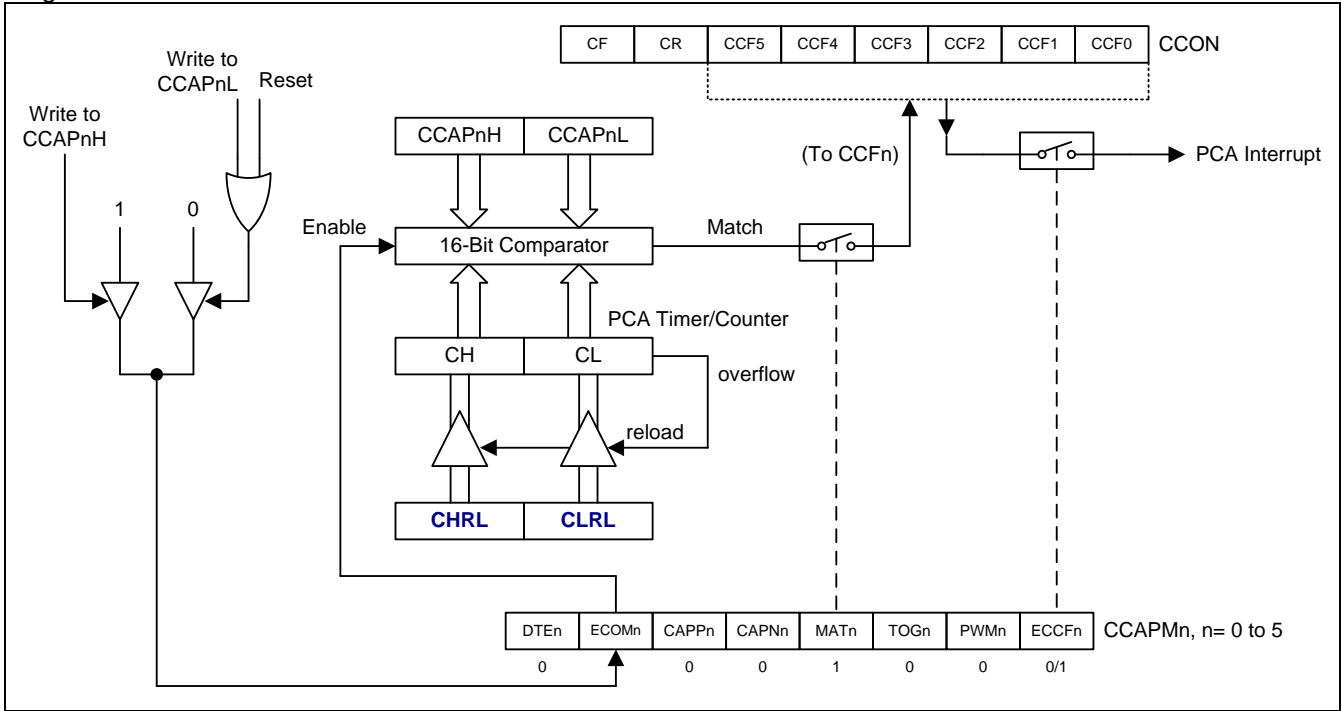 CF CR CCF5 CCF4 CCF3 CCF2 CCF1 CCF0 CCON
Write to
CCAPnL
Reset
Write to
CCAPnH
CCAPnH CCAPnL
(To CCFn)
PCA Interrupt
1 0
Enable
16-Bit Comparator
Match
PCA Timer/Counter
CH CL
overflow
reload
CHRL CLRL
DTEn ECOMn CAPPn CAPNn MATn TOGn PWMn ECCFn CCAPMn, n= 0 to 5
0 0 0 1 0 0 0/1